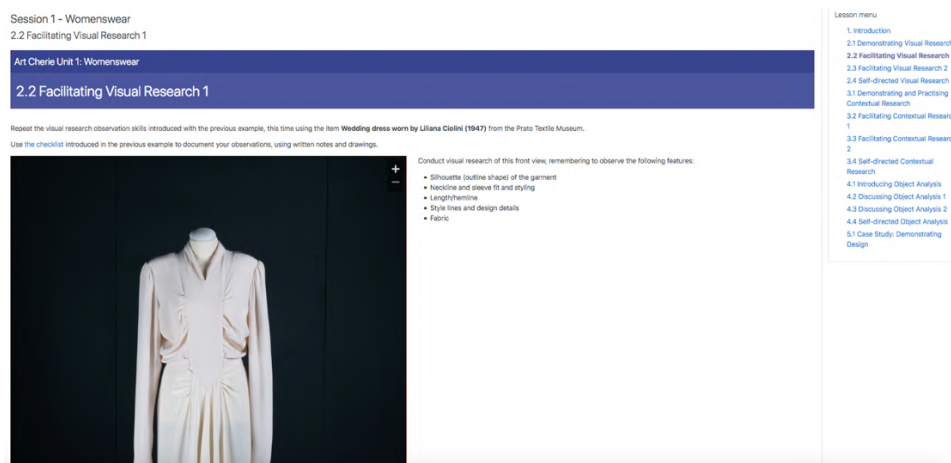 Session 1 - Womenswear
2.2 Facilitating Visual Research 1
Art Cherie Unit 1: Womenswear
2.2 Facilitating Visual Research 1
Repeat the visual research observation skills introduced with the previous example, this time using the item Wedding dress worn by Liliana Ciolini (1947) from the Prato Textile Museum.
Use the checklist introduced in the previous example to document your observations, using written notes and drawings.
+
−
Conduct visual research of this front view, remembering to observe the following features:
• Silhouette (outline shape) of the garment
• Neckline and sleeve fit and styling
• Length/hemline
• Style lines and design details
• Fabric
Lesson menu
1. Introduction
2.1 Demonstrating Visual Research
2.2 Facilitating Visual Research
2.3 Facilitating Visual Research 2
2.4 Self-directed Visual Research
3.1 Demonstrating and Practising
Contextual Research
3.2 Facilitating Contextual Researc
1
3.3 Facilitating Contextual Researc
2
3.4 Self-directed Contextual
Research
4.1 Introducing Object Analysis
4.2 Discussing Object Analysis 1
4.3 Discussing Object Analysis 2
4.4 Self-directed Object Analysis
5.1 Case Study: Demonstrating
Design